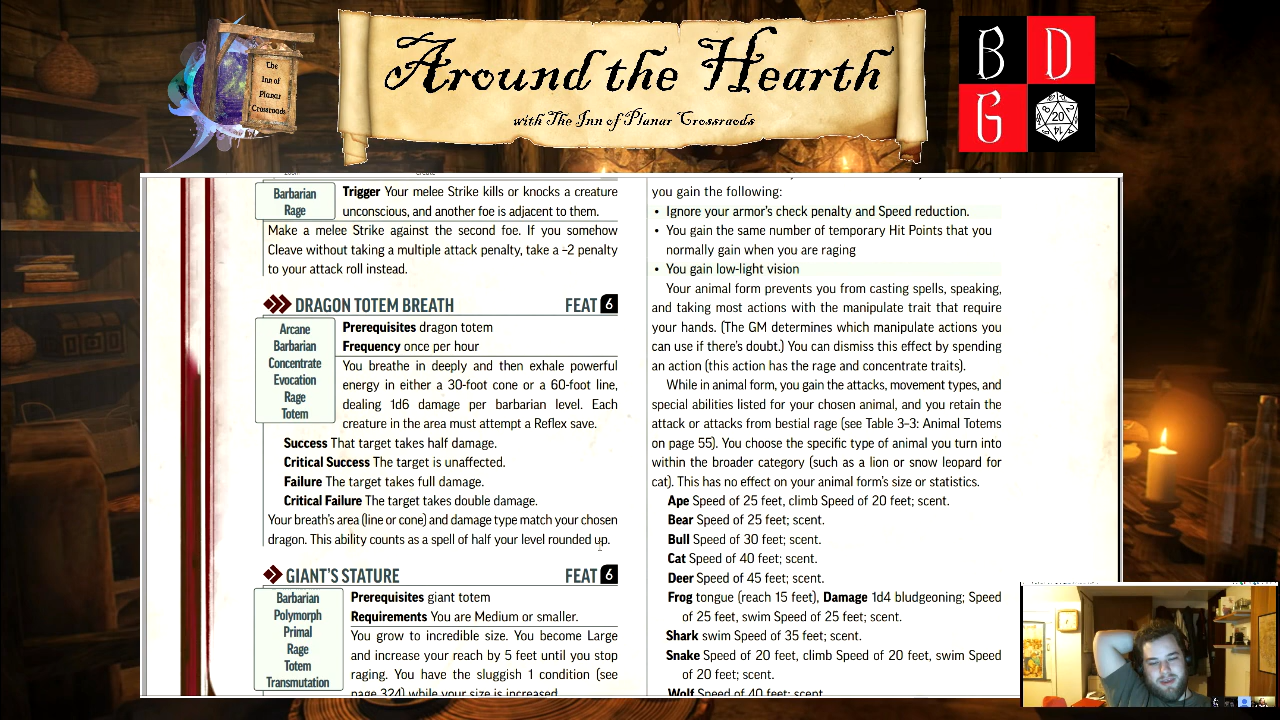 The
Inn of
Planar
Crossroads
Around the Hearth
with The Inn of Planar Crossraods
B D
G 20
Barbarian
Rage
Trigger Your melee Strike kills or knocks a creature
unconscious, and another foe is adjacent to them.
Make a melee Strike against the second foe. If you somehow
Cleave without taking a multiple attack penalty, take a –2 penalty
to your attack roll instead.
DRAGON TOTEM BREATH FEAT 6
Arcane
Barbarian
Concentrate
Evocation
Rage
Totem
Prerequisites dragon totem
Frequency once per hour
You breathe in deeply and then exhale powerful
energy in either a 30-foot cone or a 60-foot line,
dealing 1d6 damage per barbarian level. Each
creature in the area must attempt a Reflex save.
Success That target takes half damage.
Critical Success The target is unaffected.
Failure The target takes full damage.
Critical Failure The target takes double damage.
Your breath's area (line or cone) and damage type match your chosen
dragon. This ability counts as a spell of half your level rounded up.
GIANT'S STATURE FEAT 6
Barbarian
Polymorph
Primal
Rage
Totem
Transmutation
Prerequisites giant totem
Requirements You are Medium or smaller.
You grow to incredible size. You become Large
and increase your reach by 5 feet until you stop
raging. You have the sluggish 1 condition (see
page 324) while your size is increased.
you gain the following:
• Ignore your armor's check penalty and Speed reduction.
• You gain the same number of temporary Hit Points that you
normally gain when you are raging
• You gain low-light vision
Your animal form prevents you from casting spells, speaking,
and taking most actions with the manipulate trait that require
your hands. (The GM determines which manipulate actions you
can use if there's doubt.) You can dismiss this effect by spending
an action (this action has the rage and concentrate traits).
While in animal form, you gain the attacks, movement types, and
special abilities listed for your chosen animal, and you retain the
attack or attacks from bestial rage (see Table 3–3: Animal Totems
on page 55). You choose the specific type of animal you turn into
within the broader category (such as a lion or snow leopard for
cat). This has no effect on your animal form's size or statistics.
Ape Speed of 25 feet, climb Speed of 20 feet; scent.
Bear Speed of 25 feet; scent.
Bull Speed of 30 feet; scent.
Cat Speed of 40 feet; scent.
Deer Speed of 45 feet; scent.
Frog tongue (reach 15 feet), Damage 1d4 bludgeoning; Speed
of 25 feet, swim Speed of 25 feet; scent.
Shark swim Speed of 35 feet; scent.
Snake Speed of 20 feet, climb Speed of 20 feet, swim Speed
of 20 feet; scent.
Wolf Speed of 40 feet; scent.